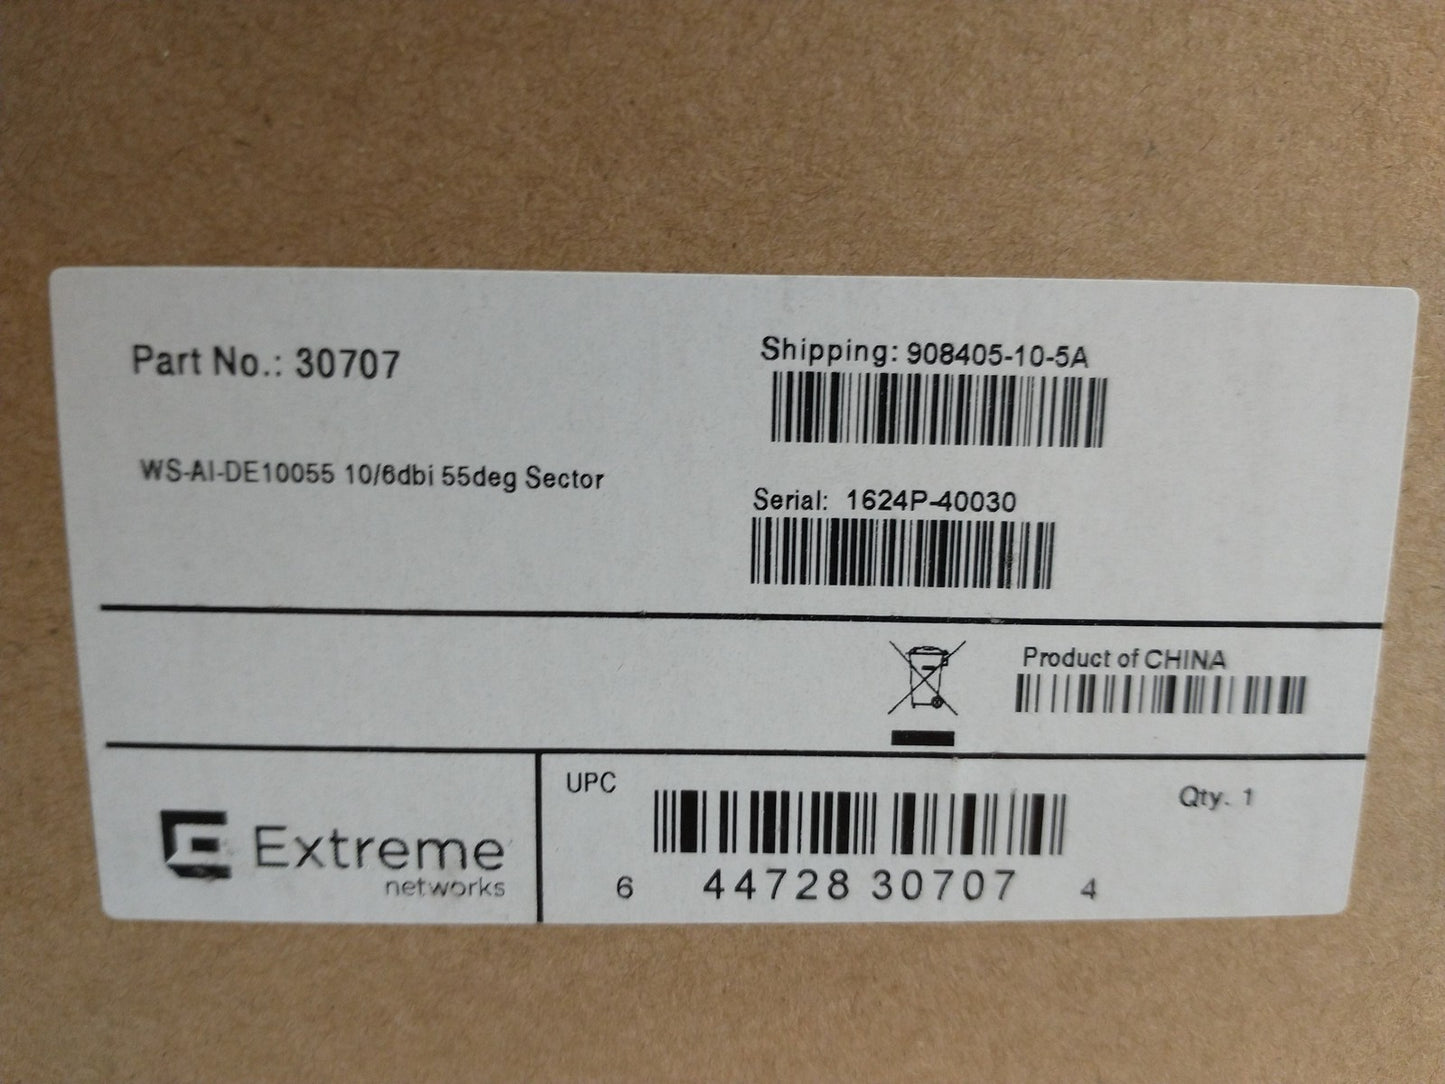 Part No.: 30707
Shipping: 908405-10-5A
WS-AI-DE10055 10/6dbi 55deg Sector
Serial: 1624P-40030
Product of CHINA
Extreme
networks
UPC
Qty. 1
6 44728 30707 4